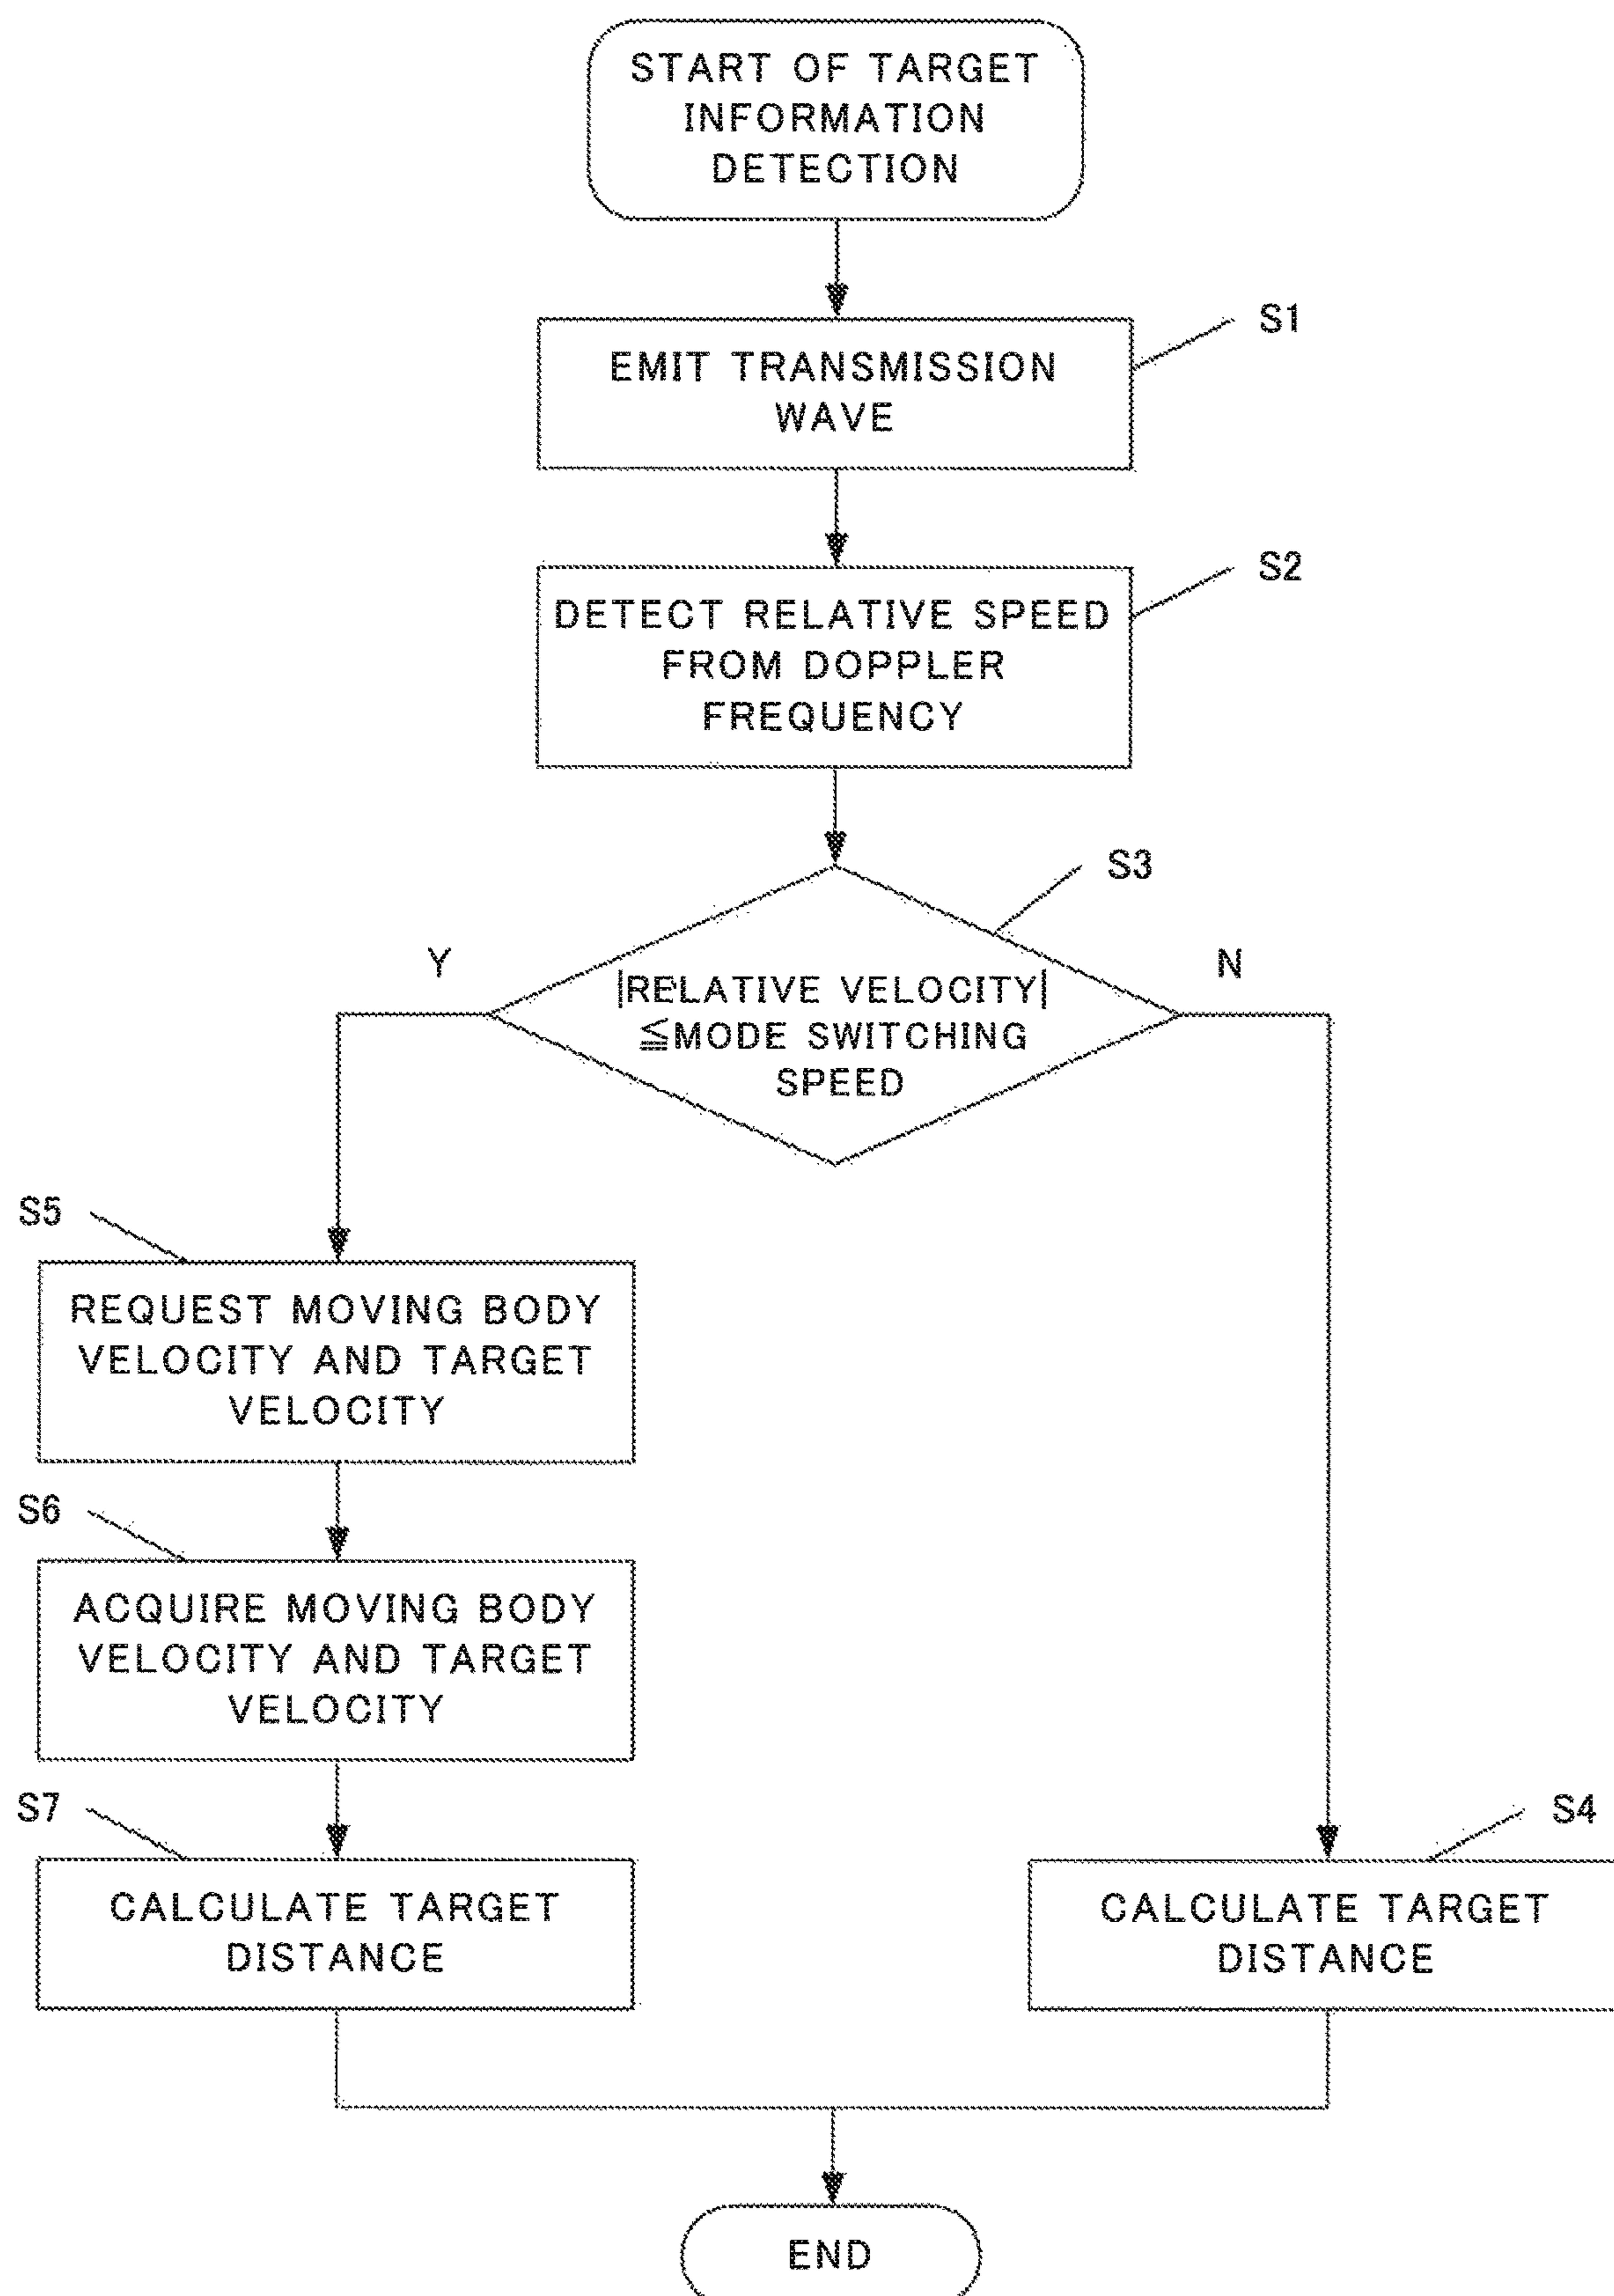 START OF TARGET
INFORMATION
DETECTION
S1
EMIT TRANSMISSION
WAVE
S2
DETECT RELATIVE SPEED
FROM DOPPLER
FREQUENCY
S3
Y
N
|RELATIVE VELOCITY|
≦MODE SWITCHING
SPEED
S5
REQUEST MOVING BODY
VELOCITY AND TARGET
VELOCITY
S6
ACQUIRE MOVING BODY
VELOCITY AND TARGET
VELOCITY
S7
CALCULATE TARGET
DISTANCE
S4
CALCULATE TARGET
DISTANCE
END